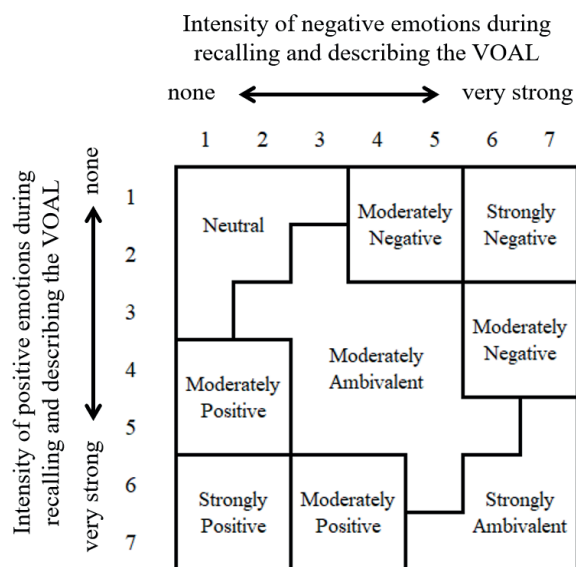 Intensity of negative emotions during
recalling and describing the VOAL
none
very strong
1 2 3 4 5 6 7
Intensity of positive emotions during
recalling and describing the VOAL
none
very strong
1
2
3
4
5
6
7
Neutral
Moderately
Negative
Strongly
Negative
Moderately
Ambivalent
Moderately
Negative
Moderately
Positive
Strongly
Positive
Moderately
Positive
Strongly
Ambivalent